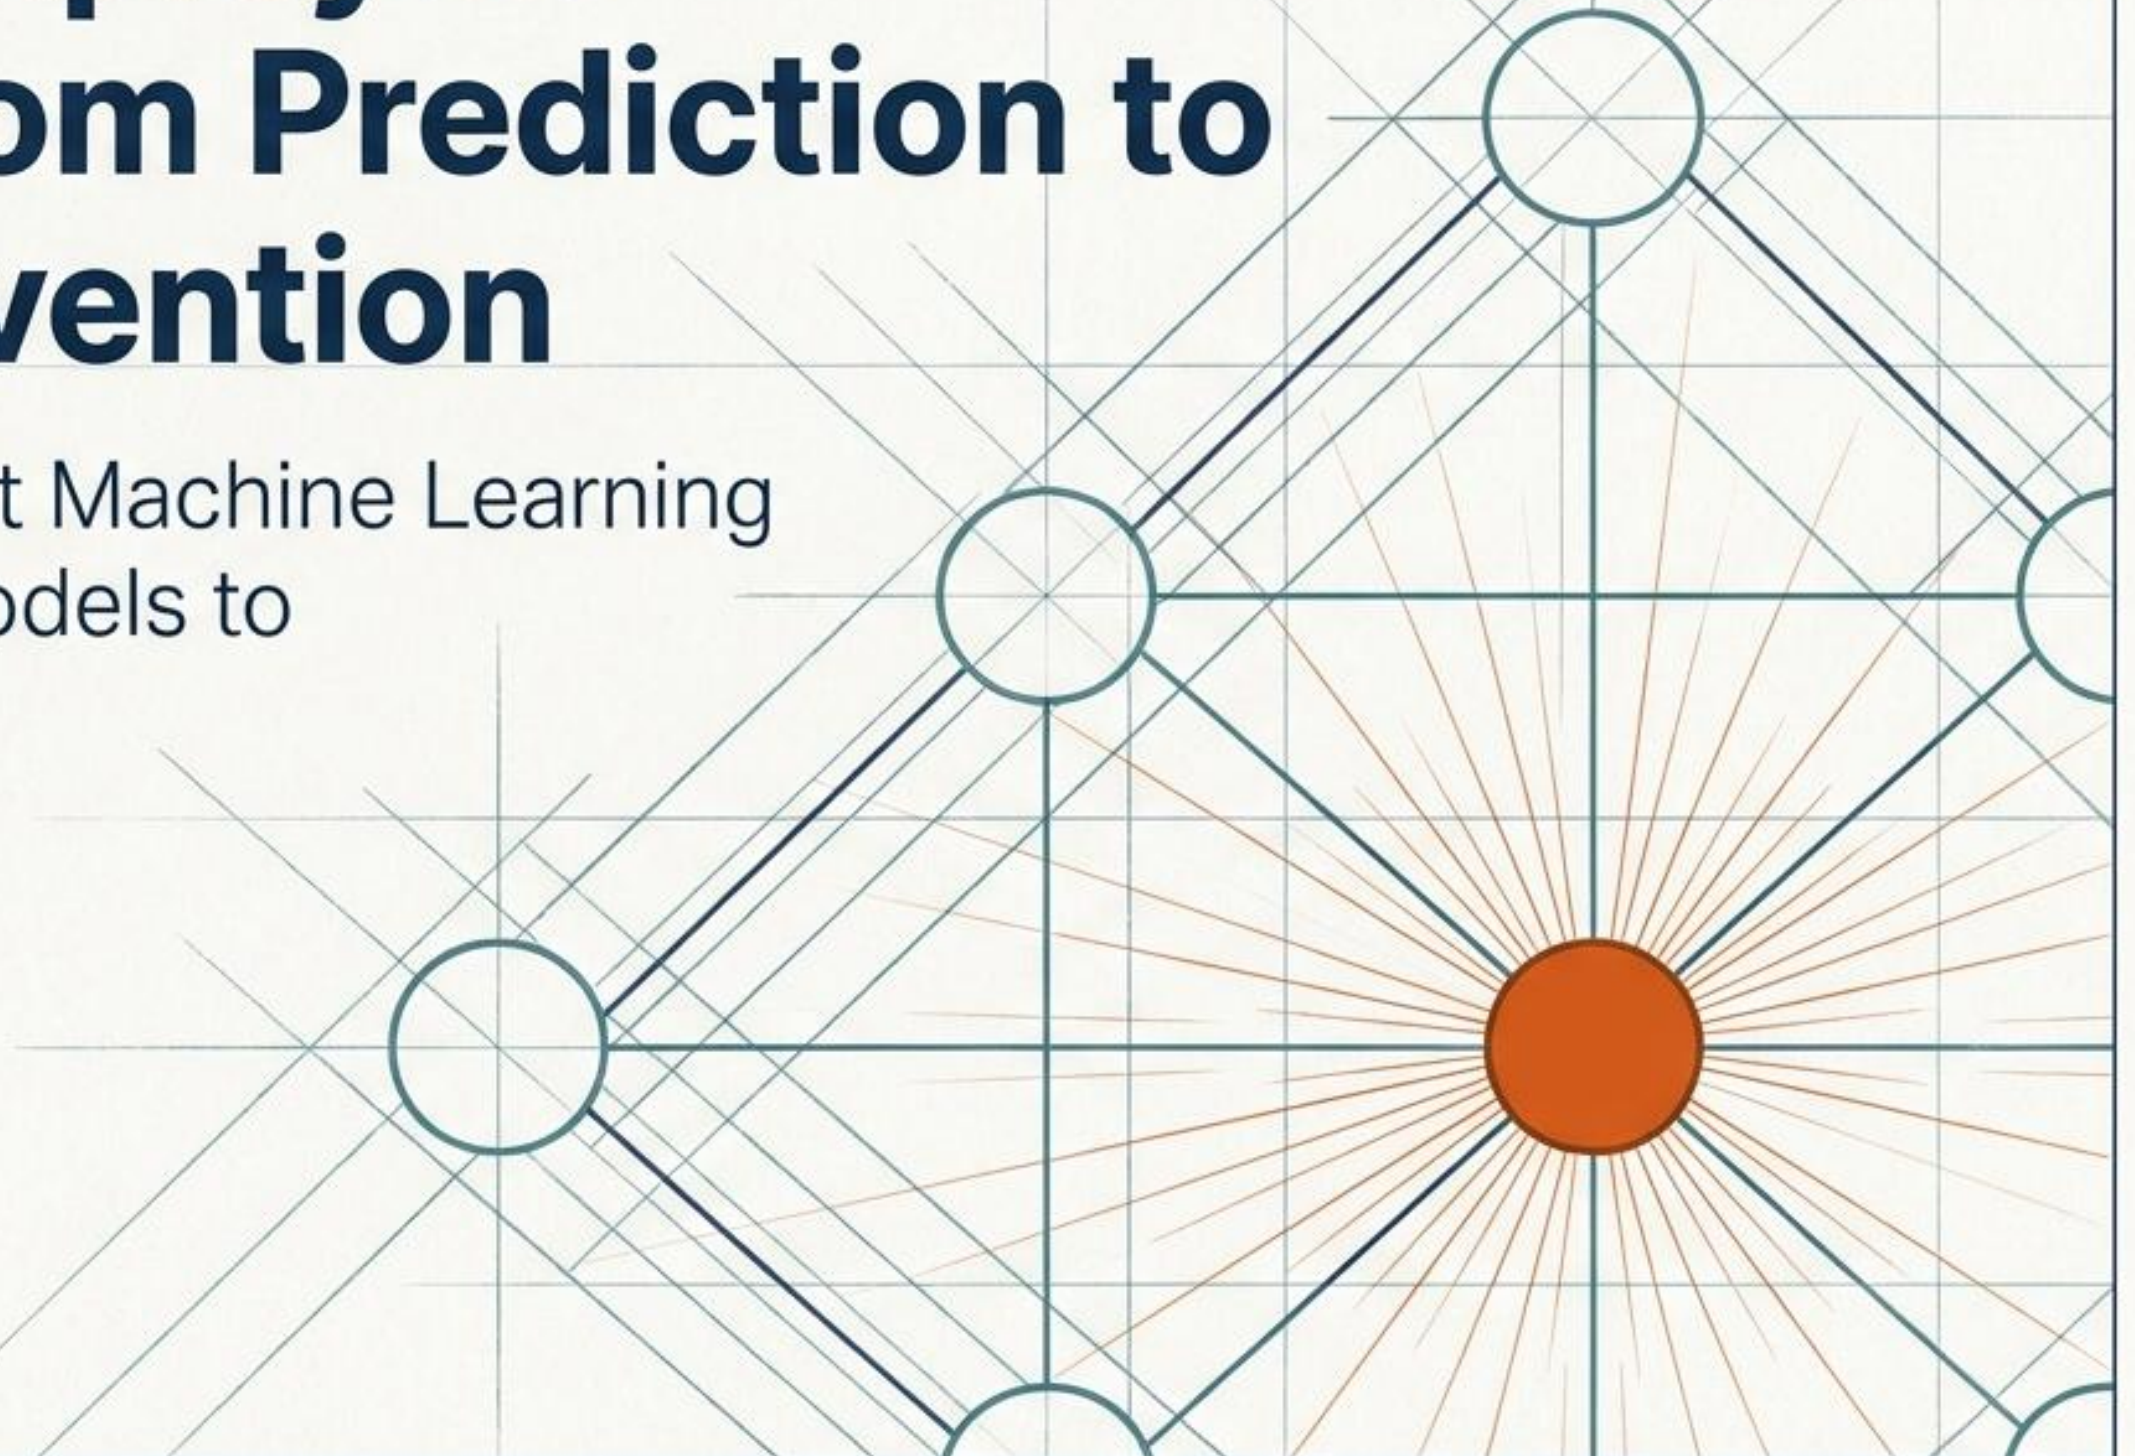 om Prediction to
vention
t Machine Learning
odels to